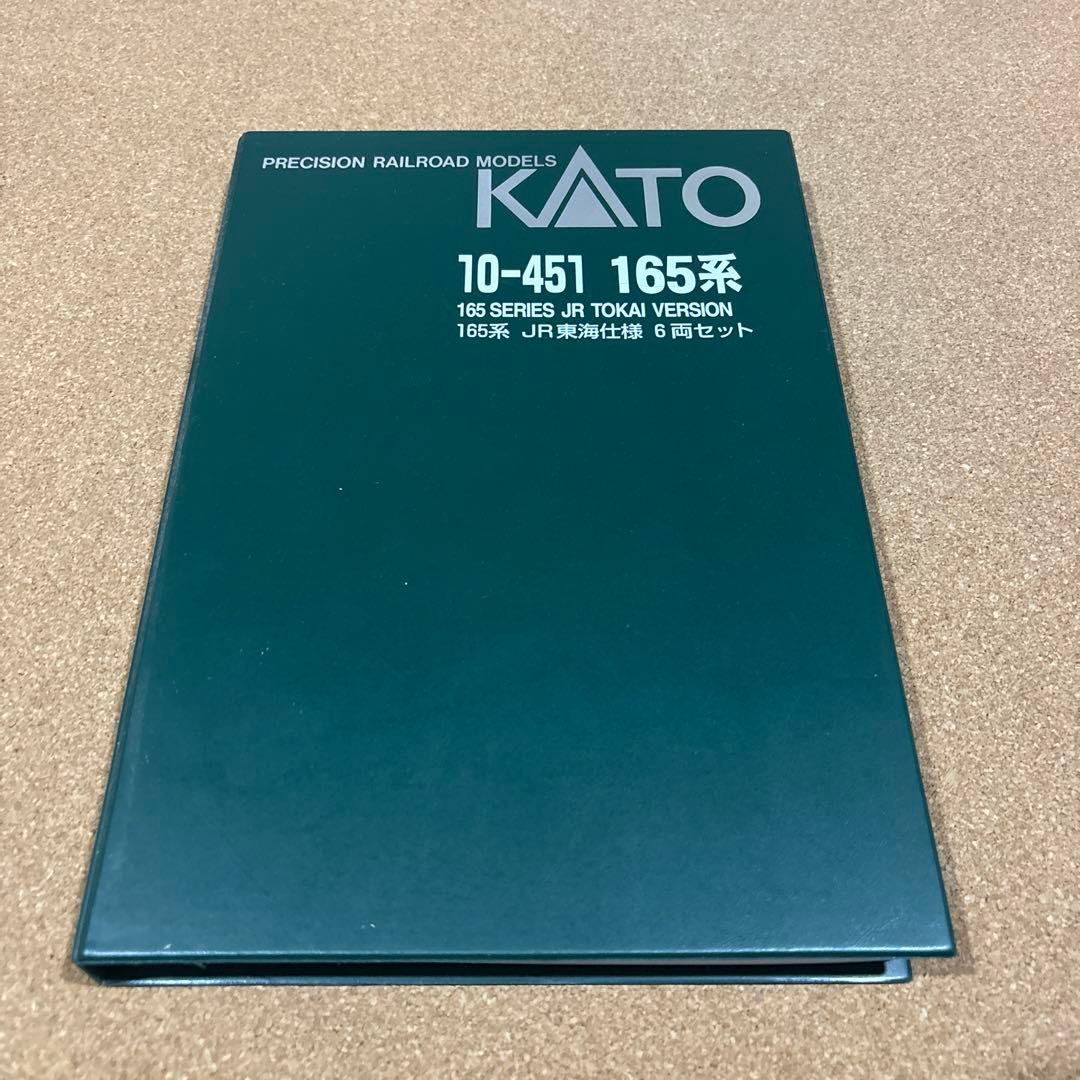 PRECISION RAILROAD MODELS
KATO
10-451 165系
165 SERIES JR TOKAI VERSION
165系 JR東海仕様 6両セット